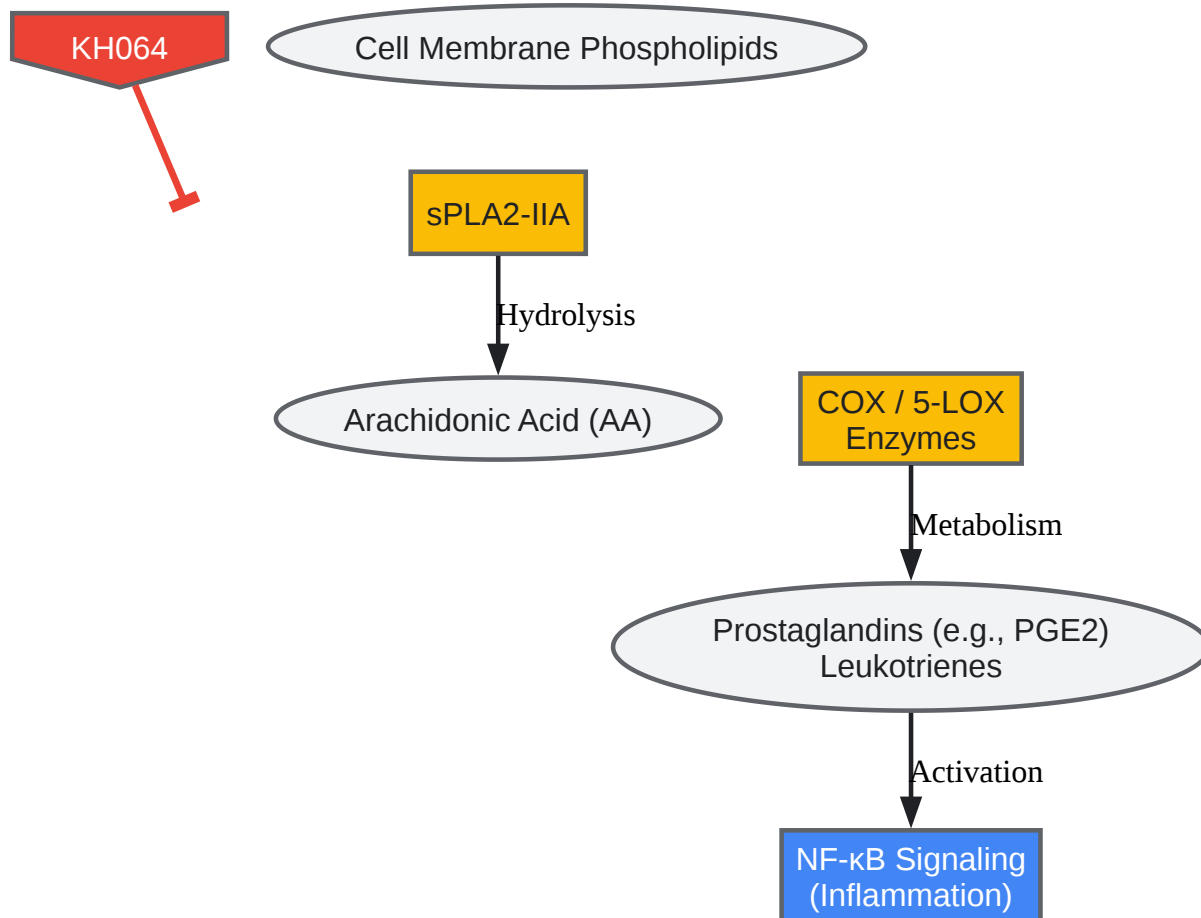 KH064
Cell Membrane Phospholipids
sPLA2-IIA
Hydrolysis
Arachidonic Acid (AA)
COX / 5-LOX
Enzymes
Metabolism
Prostaglandins (e.g., PGE2)
Leukotrienes
Activation
NF-κB Signaling
(Inflammation)